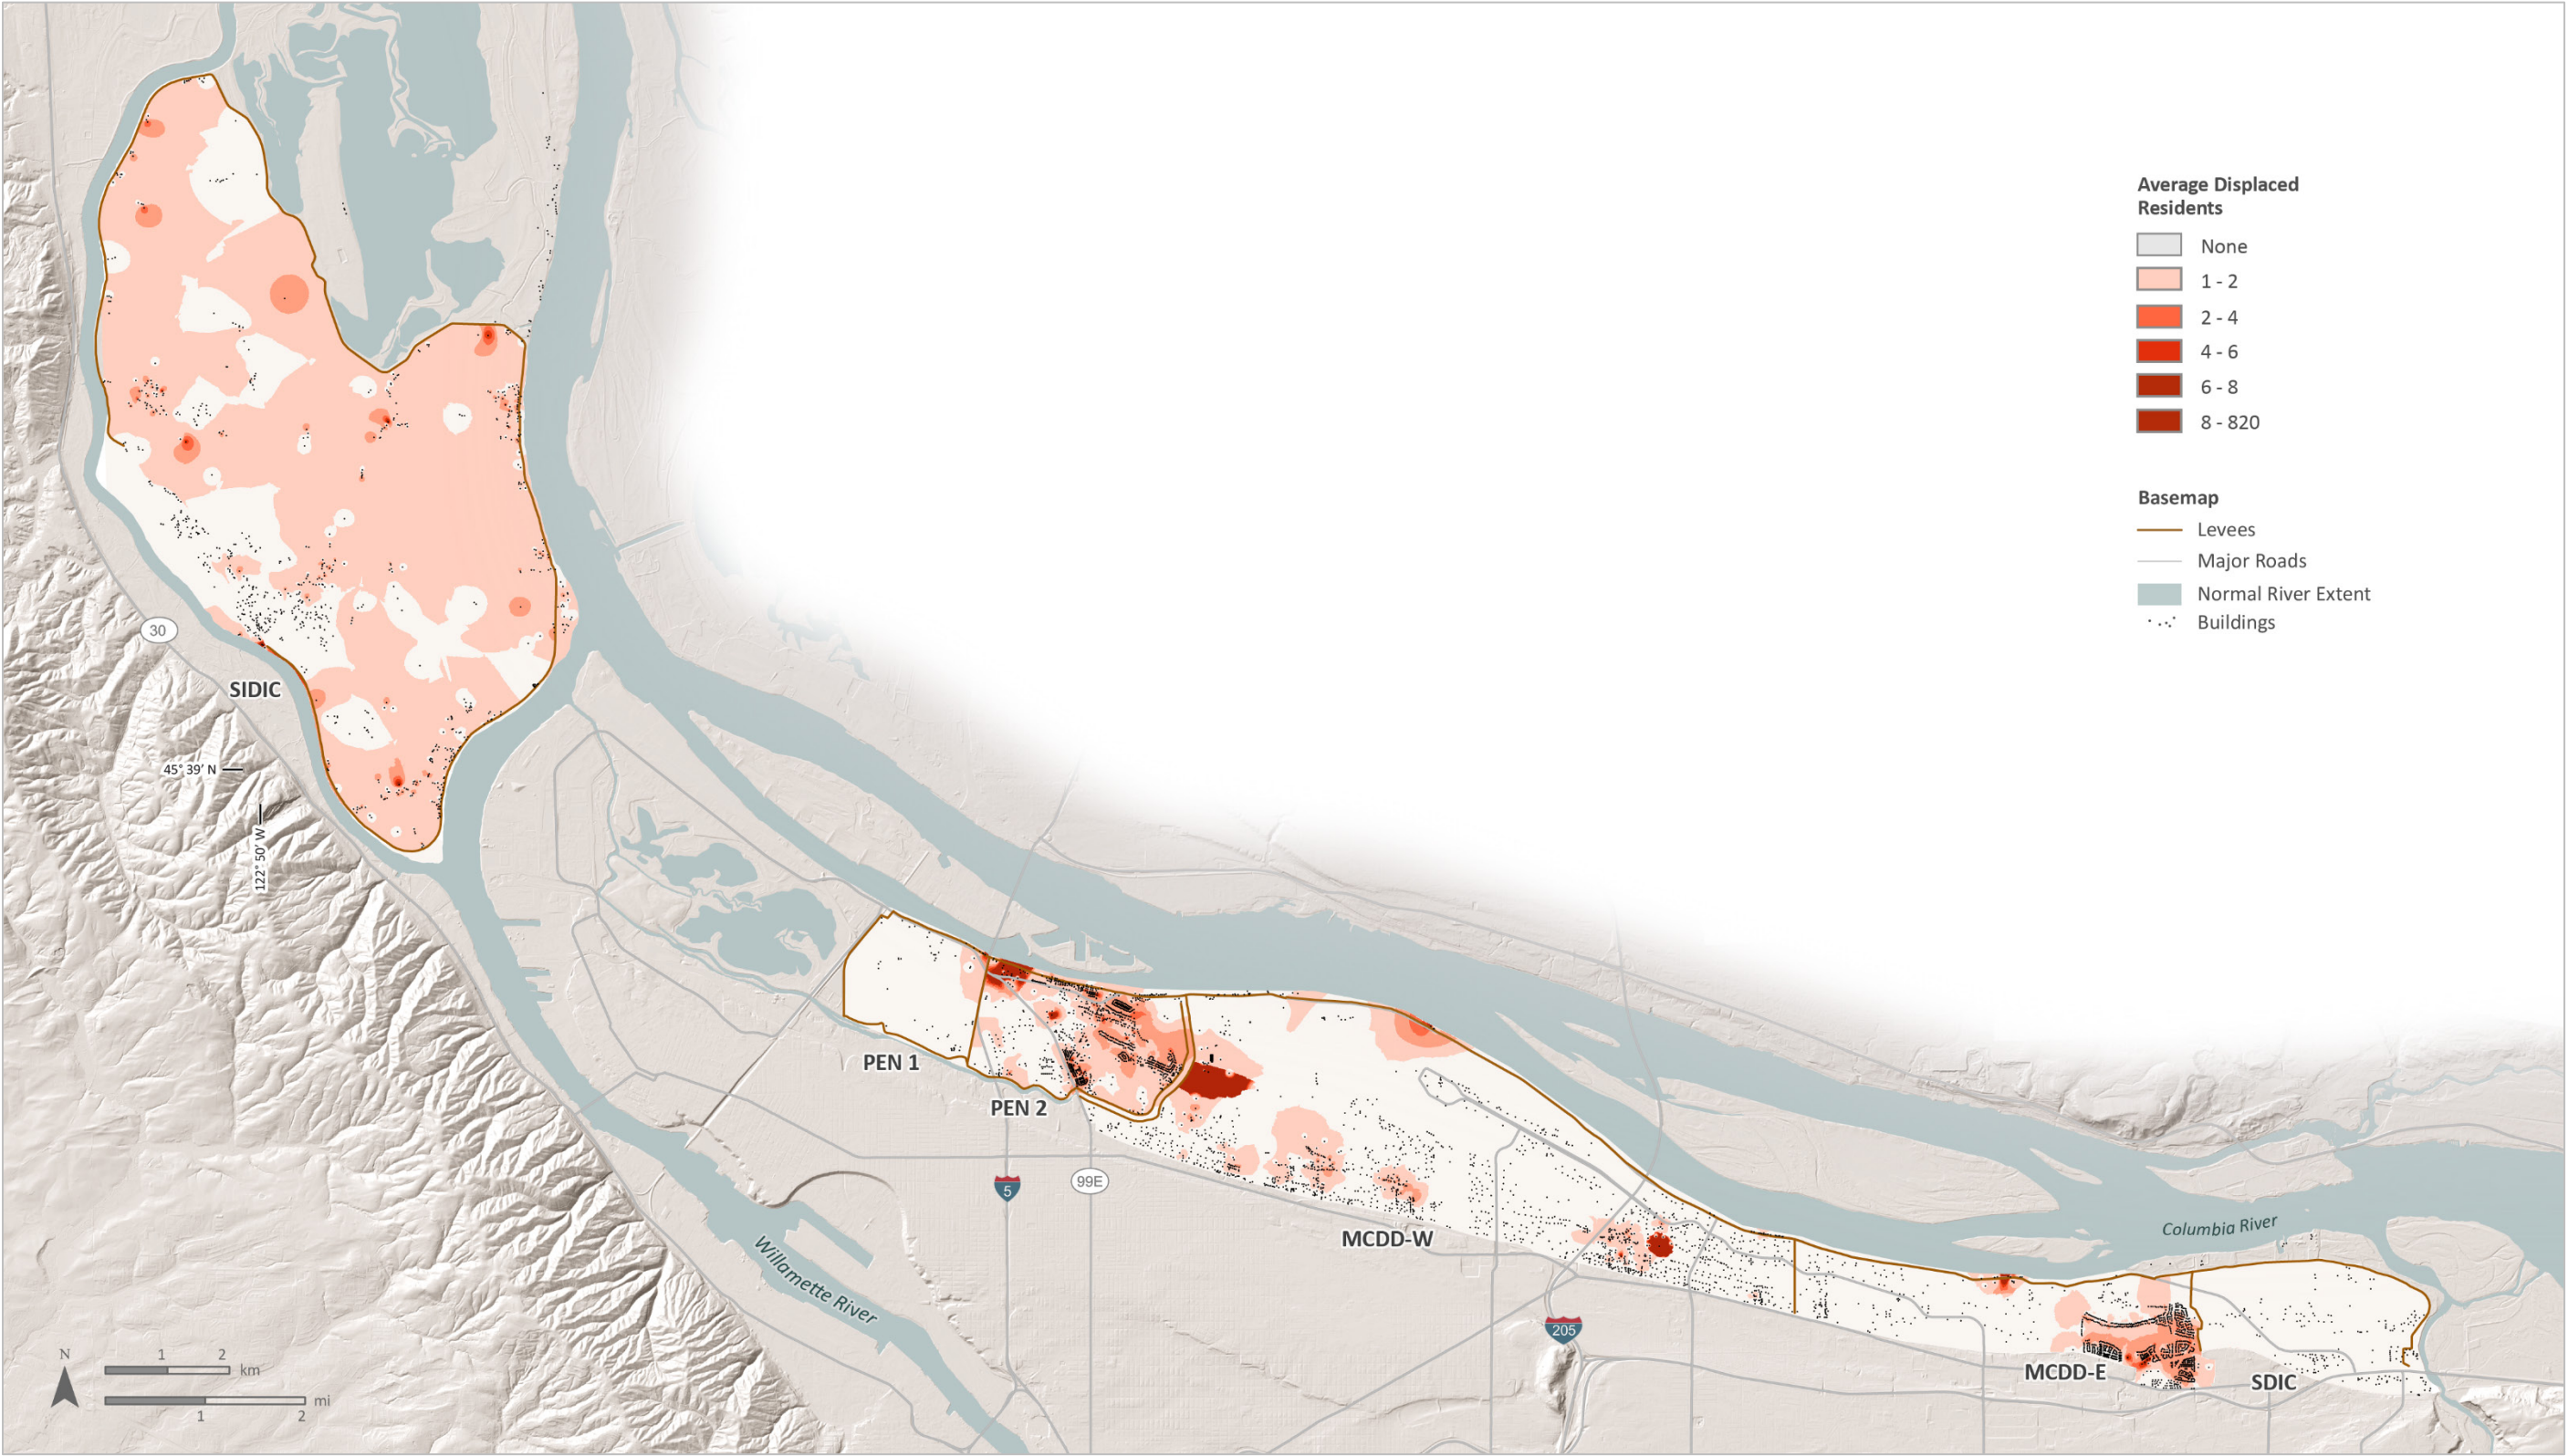 Average Displaced
Residents
None
1 - 2
2 - 4
4 - 6
6 - 8
8 - 820
Basemap
Levees
Major Roads
Normal River Extent
Buildings
30
SIDIC
45° 39' N
122° 50' W
PEN 1
PEN 2
5
99E
MCDD-W
Columbia River
Willamette River
205
MCDD-E
SDIC
N
1 2
km
mi
1 2